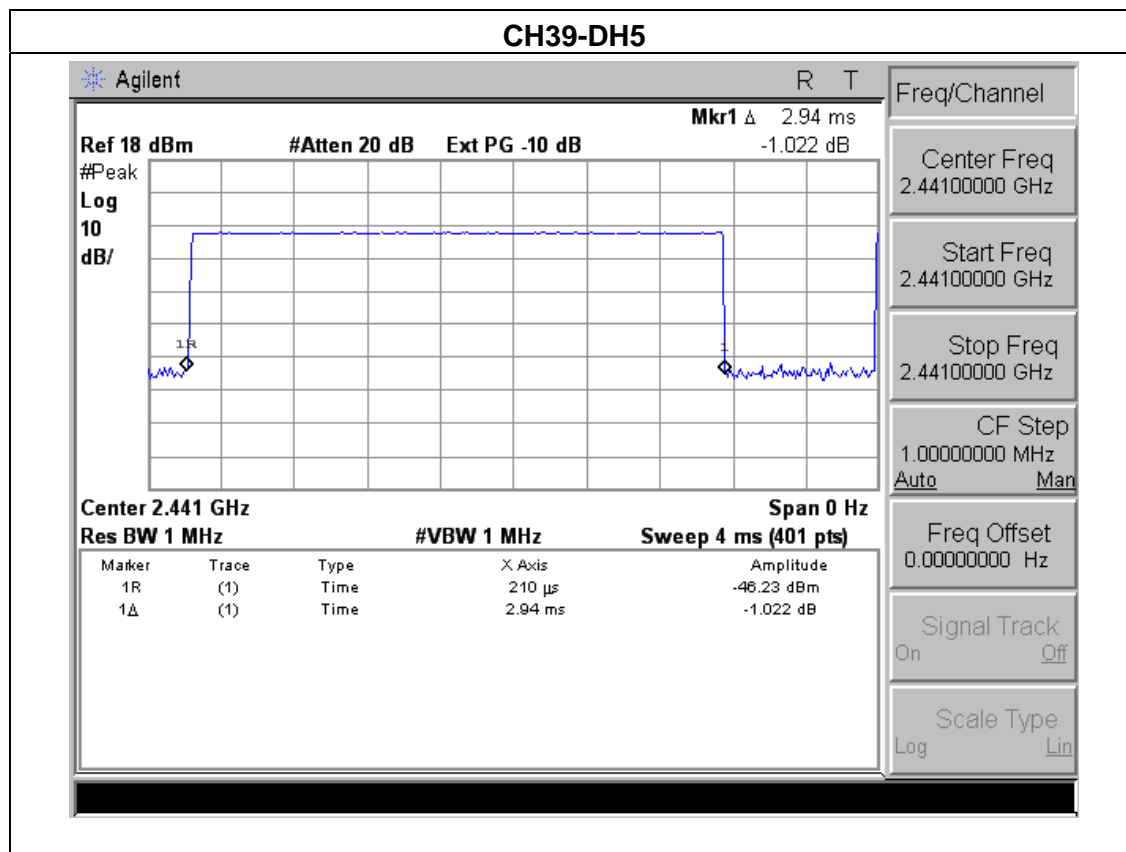 CH39-DH5
Agilent R T
Mkr1 Δ 2.94 ms
Ref 18 dBm #Atten 20 dB Ext PG -10 dB -1.022 dB
#Peak
Log
10
dB/
1R
1
Center 2.441 GHz Span 0 Hz
Res BW 1 MHz #VBW 1 MHz Sweep 4 ms (401 pts)
Marker Trace Type X Axis Amplitude
1R (1) Time 210 µs -46.23 dBm
1Δ (1) Time 2.94 ms -1.022 dB
Freq/Channel
Center Freq
2.44100000 GHz
Start Freq
2.44100000 GHz
Stop Freq
2.44100000 GHz
CF Step
1.00000000 MHz
Auto Man
Freq Offset
0.00000000 Hz
Signal Track
On Off
Scale Type
Log Lin